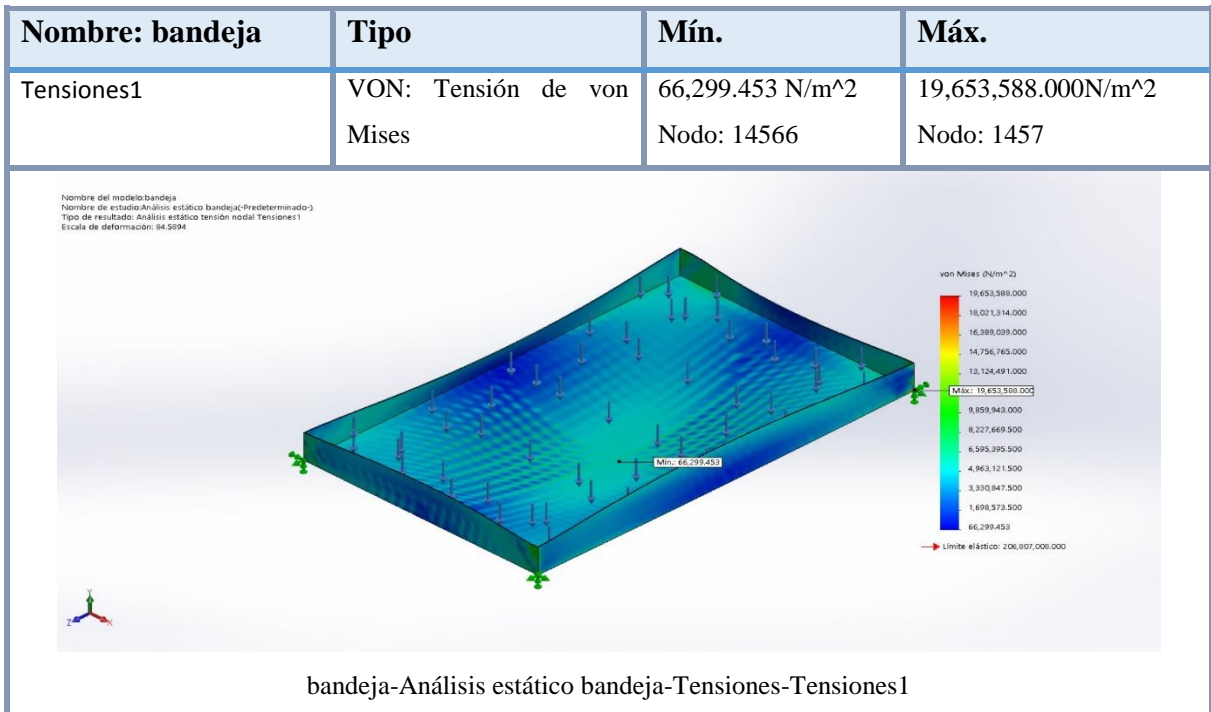 Nombre: bandeja Tipo Mín. Máx.
Tensiones1 VON: Tensión de von Mises 66,299.453 N/m^2 Nodo: 14566 19,653,588.000N/m^2 Nodo: 1457
Nombre del modelo:bandeja
Nombre de estudio:Análisis estático bandeja(-Predeterminado-)
Tipo de resultado: Análisis estático tensión nodal Tensiones1
Escala de deformación: 84.5894
von Mises (N/m^2)
19,653,588.000
18,021,314.000
16,389,039.000
14,756,765.000
13,124,491.000
Máx.: 19,653,588.000
9,859,943.000
8,227,669.500
6,595,395.500
4,963,121.500
3,330,847.500
1,698,573.500
66,299.453
Límite elástico: 206,807,008.000
Mín.: 66,299.453
Y
Z
X
bandeja-Análisis estático bandeja-Tensiones-Tensiones1